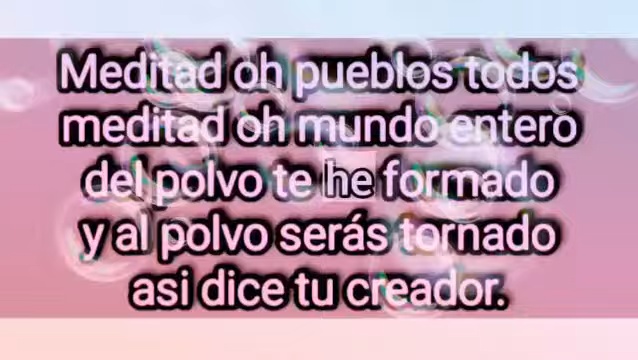 Meditad oh pueblos todos
meditad oh mundo entero
del polvo te he formado
y al polvo serás tornado
asi dice tu creador.